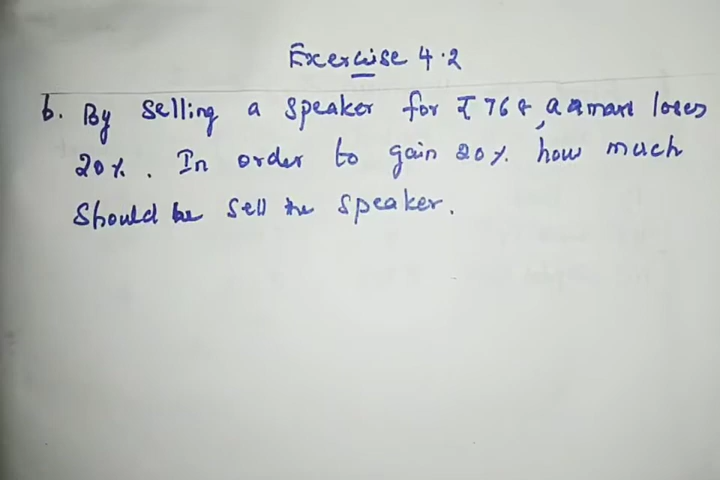 Exercise 4.2
6. By selling a speaker for ₹768, a man loses
20%. In order to gain 20% how much
should he sell the speaker.